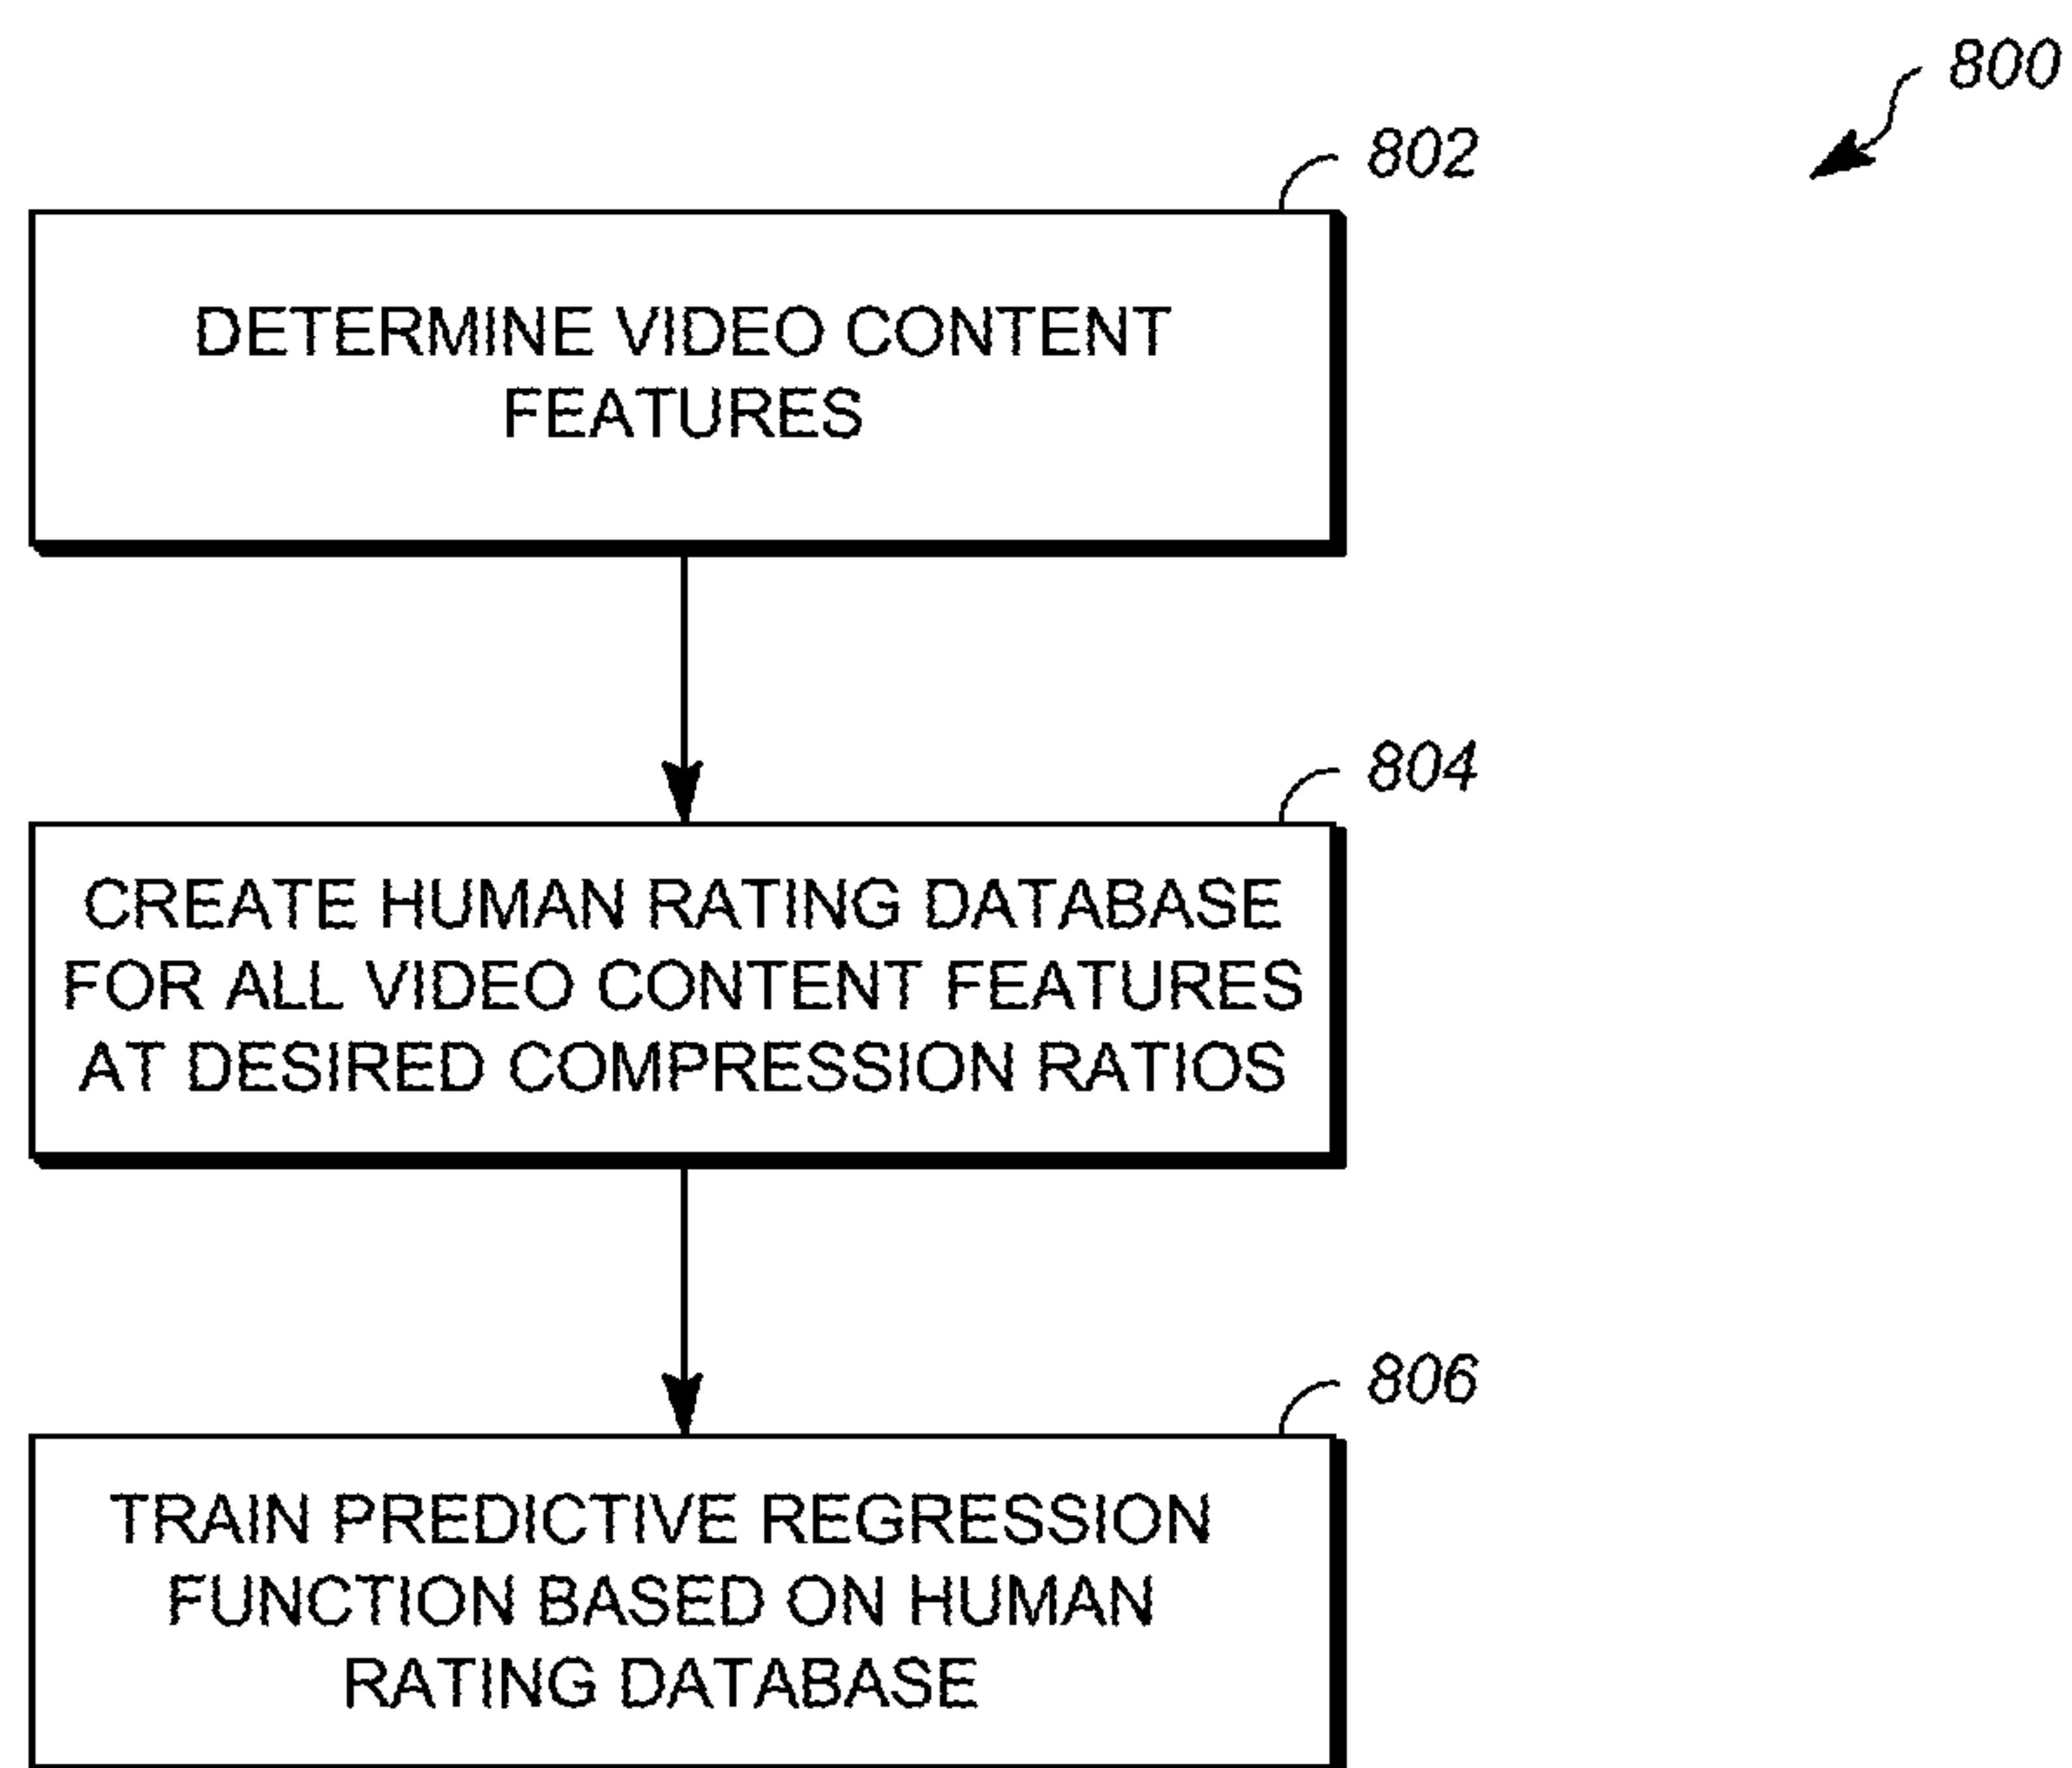 800
802
DETERMINE VIDEO CONTENT
FEATURES
804
CREATE HUMAN RATING DATABASE
FOR ALL VIDEO CONTENT FEATURES
AT DESIRED COMPRESSION RATIOS
806
TRAIN PREDICTIVE REGRESSION
FUNCTION BASED ON HUMAN
RATING DATABASE